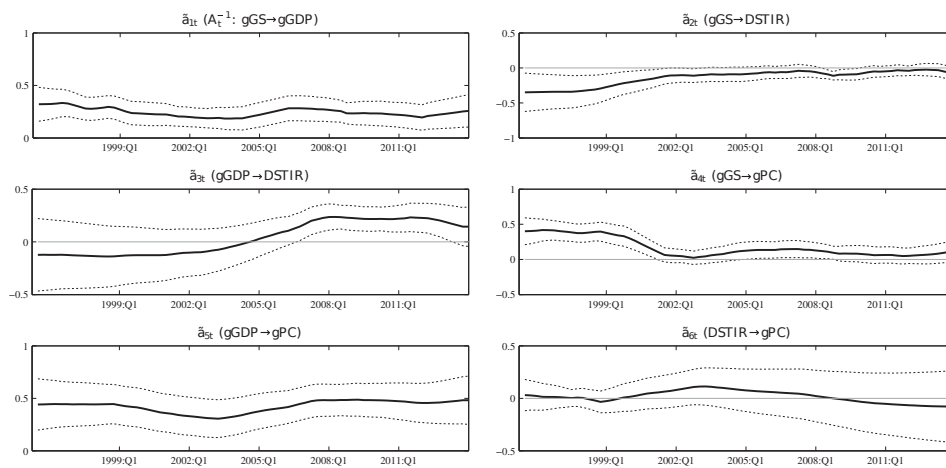 ã1t (At−1: gGS→gGDP)
1
0.5
0
1999:Q1 2002:Q1 2005:Q1 2008:Q1 2011:Q1
ã2t (gGS→DSTIR)
0.5
0
−0.5
−1
1999:Q1 2002:Q1 2005:Q1 2008:Q1 2011:Q1
ã3t (gGDP→DSTIR)
0.5
0
−0.5
1999:Q1 2002:Q1 2005:Q1 2008:Q1 2011:Q1
ã4t (gGS→gPC)
1
0.5
0
0.5
1999:Q1 2002:Q1 2005:Q1 2008:Q1 2011:Q1
ã5t (gGDP→gPC)
1
0.5
0
1999:Q1 2002:Q1 2005:Q1 2008:Q1 2011:Q1
ã6t (DSTIR→gPC)
0.5
0
0.5
1999:Q1 2002:Q1 2005:Q1 2008:Q1 2011:Q1